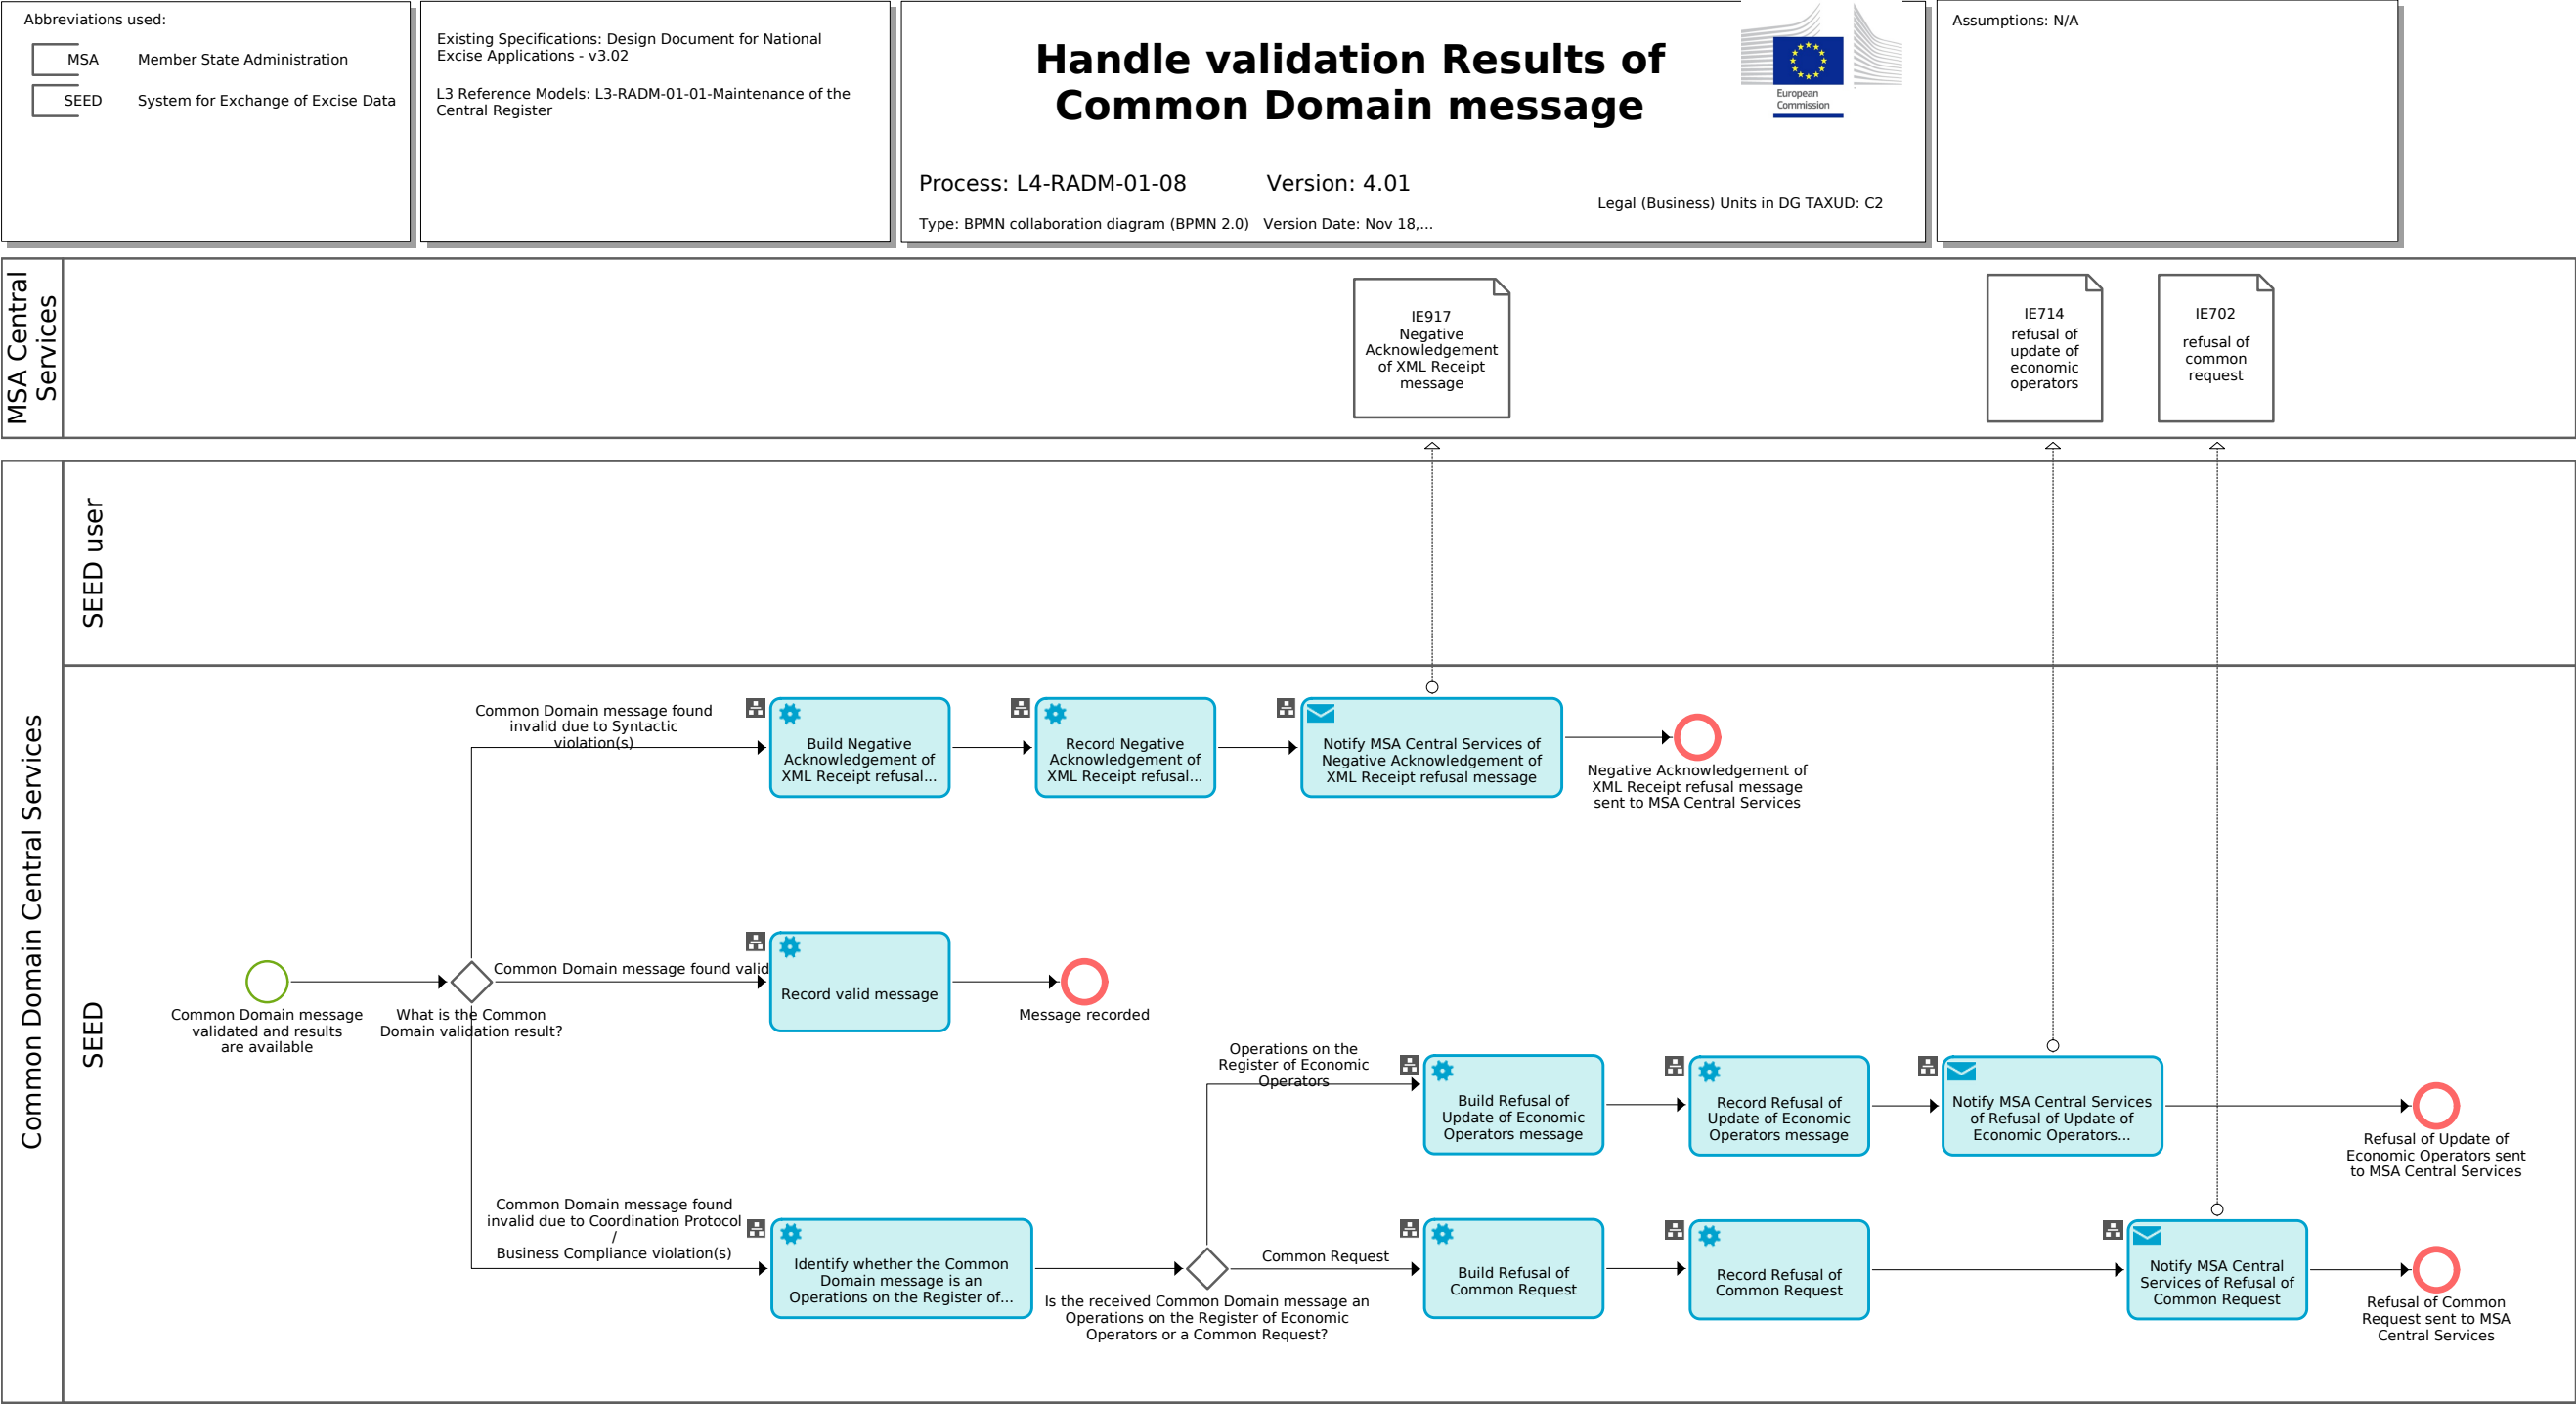 Abbreviations used:
MSA
Member State Administration
SEED
System for Exchange of Excise Data
Existing Specifications: Design Document for National
Excise Applications - v3.02
L3 Reference Models: L3-RADM-01-01-Maintenance of the
Central Register
Handle validation Results of
Common Domain message
European
Commission
Process: L4-RADM-01-08
Version: 4.01
Type: BPMN collaboration diagram (BPMN 2.0)
Version Date: Nov 18,...
Legal (Business) Units in DG TAXUD: C2
Assumptions: N/A
MSA Central
Services
IE917
Negative
Acknowledgement
of XML Receipt
message
IE714
refusal of
update of
economic
operators
IE702
refusal of
common
request
Common Domain Central Services
SEED user
SEED
Common Domain message found
invalid due to Syntactic
violation(s)
Build Negative
Acknowledgement of
XML Receipt refusal...
Record Negative
Acknowledgement of
XML Receipt refusal...
Notify MSA Central Services of
Negative Acknowledgement of
XML Receipt refusal message
Negative Acknowledgement of
XML Receipt refusal message
sent to MSA Central Services
Common Domain message
validated and results
are available
What is the Common
Domain validation result?
Common Domain message found valid
Record valid message
Message recorded
Operations on the
Register of Economic
Operators
Build Refusal of
Update of Economic
Operators message
Record Refusal of
Update of Economic
Operators message
Notify MSA Central Services
of Refusal of Update of
Economic Operators...
Refusal of Update of
Economic Operators sent
to MSA Central Services
Common Domain message found
invalid due to Coordination Protocol
/
Business Compliance violation(s)
Identify whether the Common
Domain message is an
Operations on the Register of...
Is the received Common Domain message an
Operations on the Register of Economic
Operators or a Common Request?
Common Request
Build Refusal of
Common Request
Record Refusal of
Common Request
Notify MSA Central
Services of Refusal of
Common Request
Refusal of Common
Request sent to MSA
Central Services